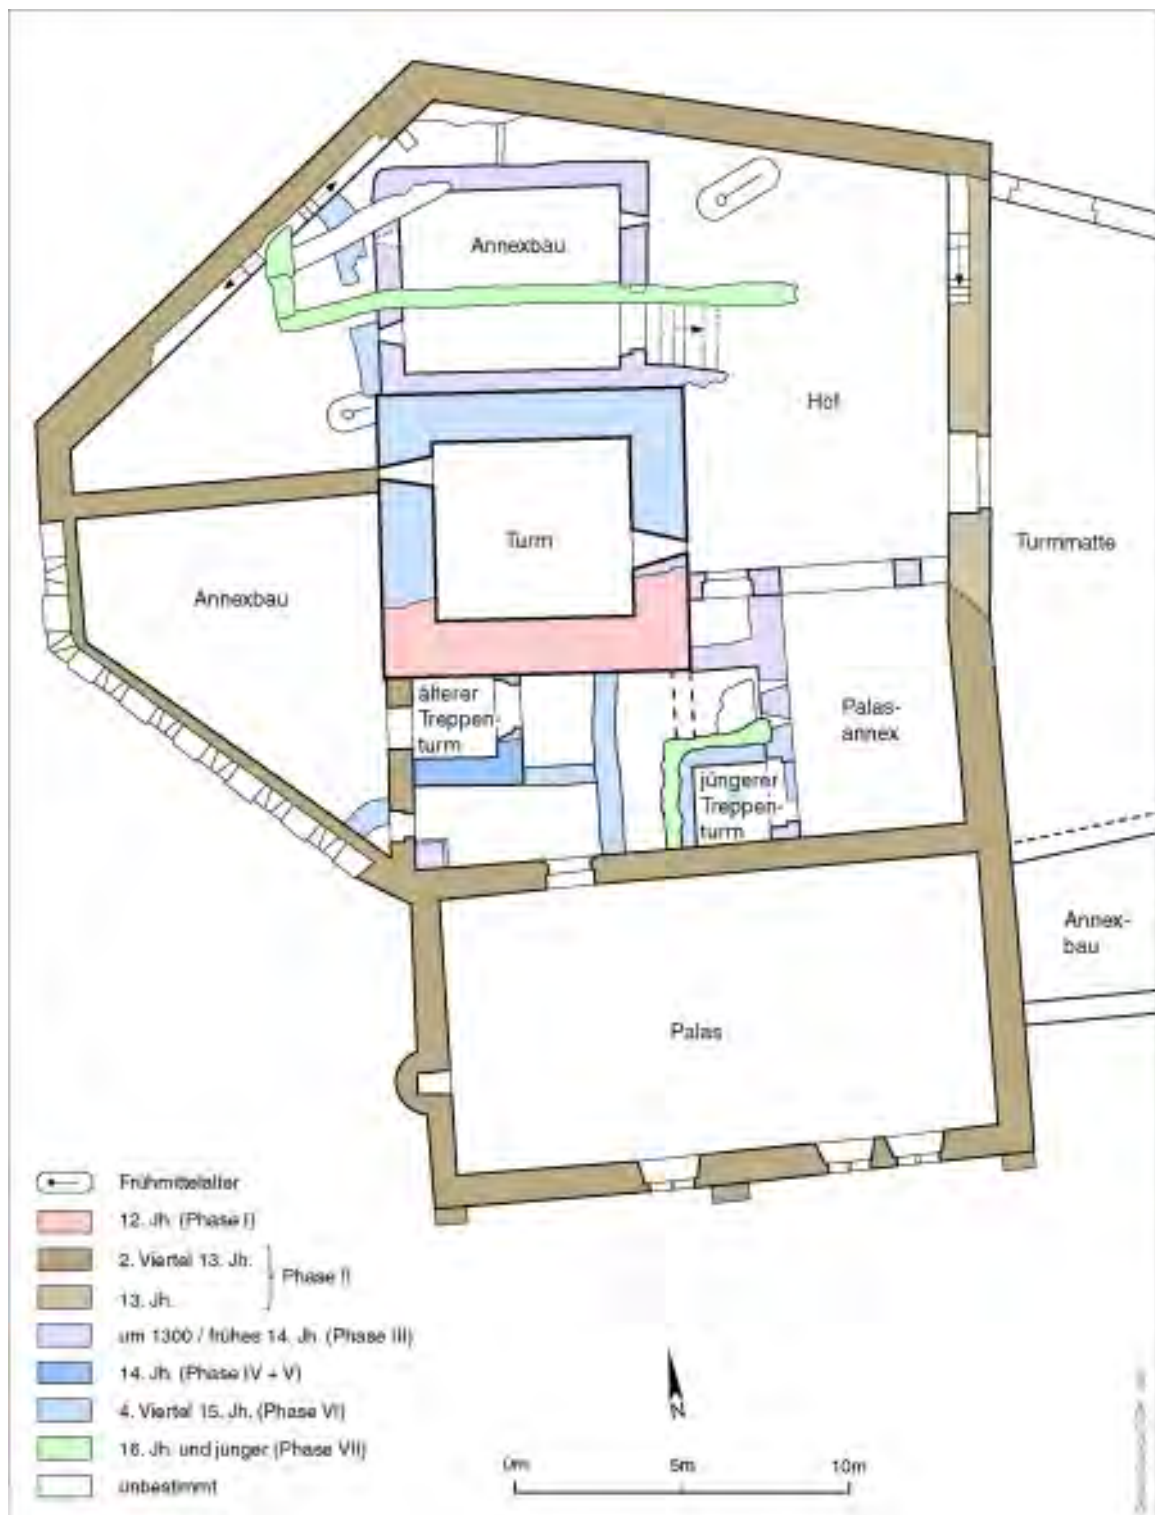 Annexbau
Hof
Turm
Turmmatte
Annexbau
älterer
Treppen-
turm
Palas-
annex
jüngerer
Treppen-
turm
Annex-
bau
Palas
Frühmittelalter
12. Jh. (Phase I)
2. Viertel 13. Jh.
Phase II
13. Jh.
um 1300 / frühes 14. Jh. (Phase III)
14. Jh. (Phase IV + V)
4. Viertel 15. Jh. (Phase VI)
16. Jh. und jünger (Phase VII)
unbestimmt
N
0m 5m 10m